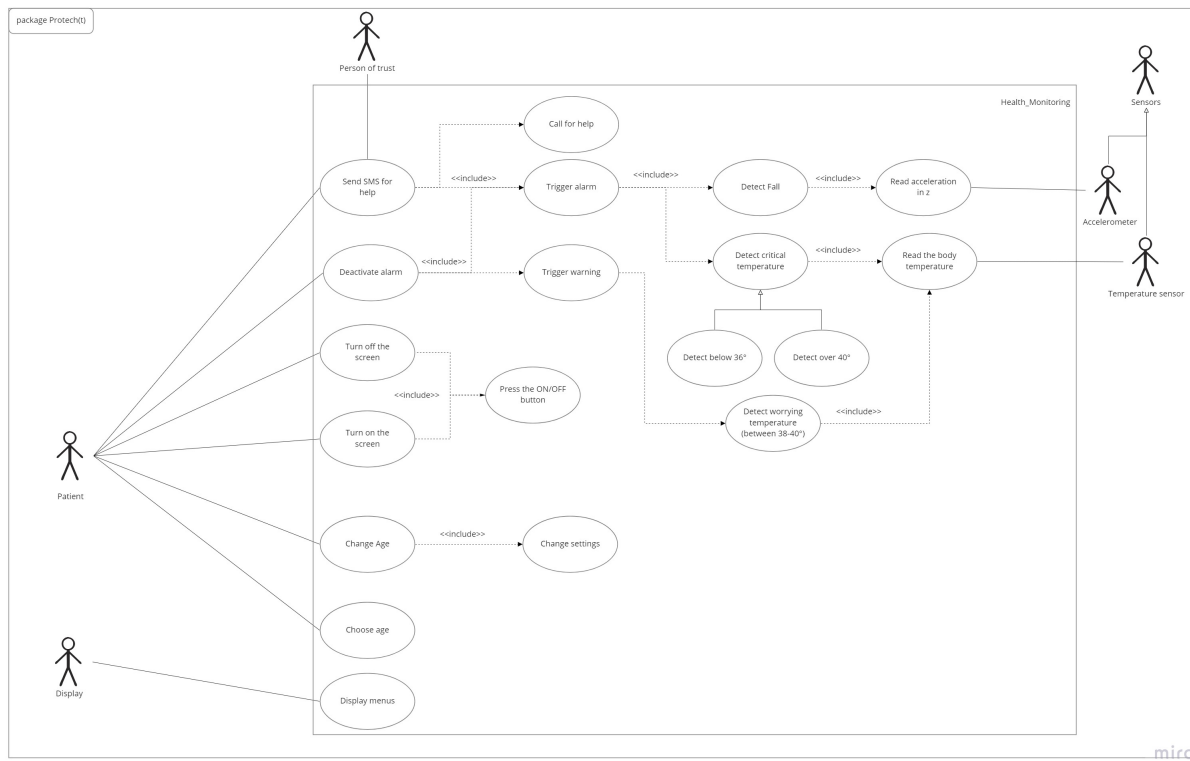 package Protech(t)
Person of trust
Sensors
Health_Monitoring
Call for help
Send SMS for
help
<<include>>
Trigger alarm
<<include>>
Detect Fall
<<include>>
Read acceleration
in z
Accelerometer
Deactivate alarm
<<include>>
Trigger warning
Detect critical
temperature
<<include>>
Read the body
temperature
Temperature sensor
Turn off the
screen
Detect below 36°
Detect over 40°
<<include>>
Press the ON/OFF
button
Turn on the
screen
Detect worrying
temperature
(between 38-40°)
<<include>>
Patient
Change Age
<<include>>
Change settings
Choose age
Display
Display menus
miro